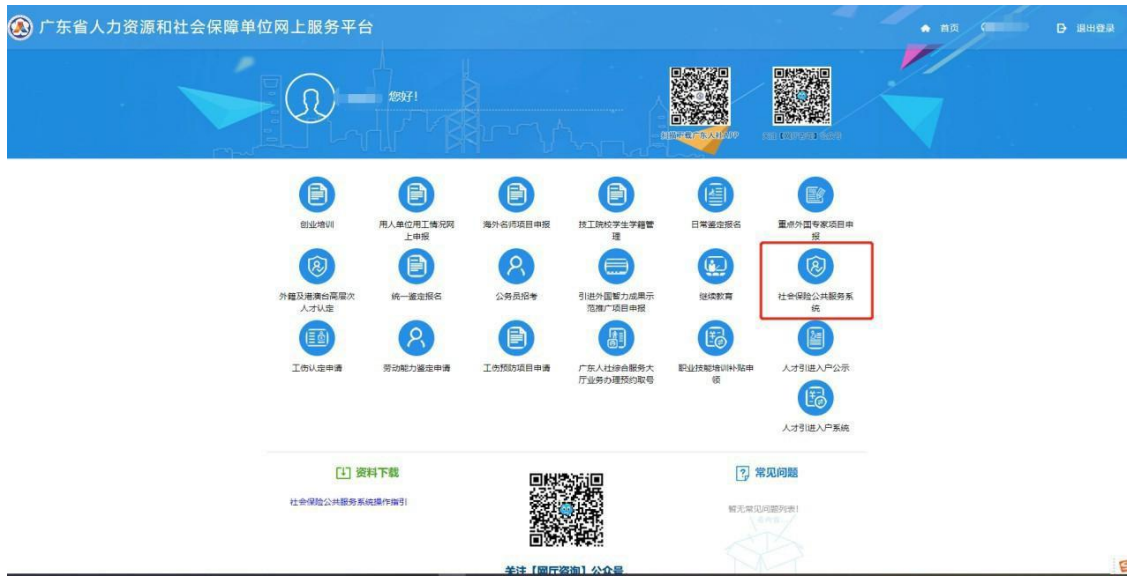 广东省人力资源和社会保障单位网上服务平台
首页
退出登录
您好！
创业培训
用人单位用工情况网
上申报
海外名师项目申报
技工院校学生学籍管
理
日常鉴定报名
重点外国专家项目申
报
外籍及港澳台高层次
人才认定
统一鉴定报名
公务员招考
引进外国智力成果示
范推广项目申报
继续教育
社会保险公共服务系
统
工伤认定申请
劳动能力鉴定申请
工伤预防项目申请
广东人社综合服务大
厅业务办理预约取号
职业技能培训补贴申
领
人才引进入户公示
人才引进入户系统
资料下载
社会保险公共服务系统操作指引
关注【网厅咨询】公众号
常见问题
暂无常见问题列表！